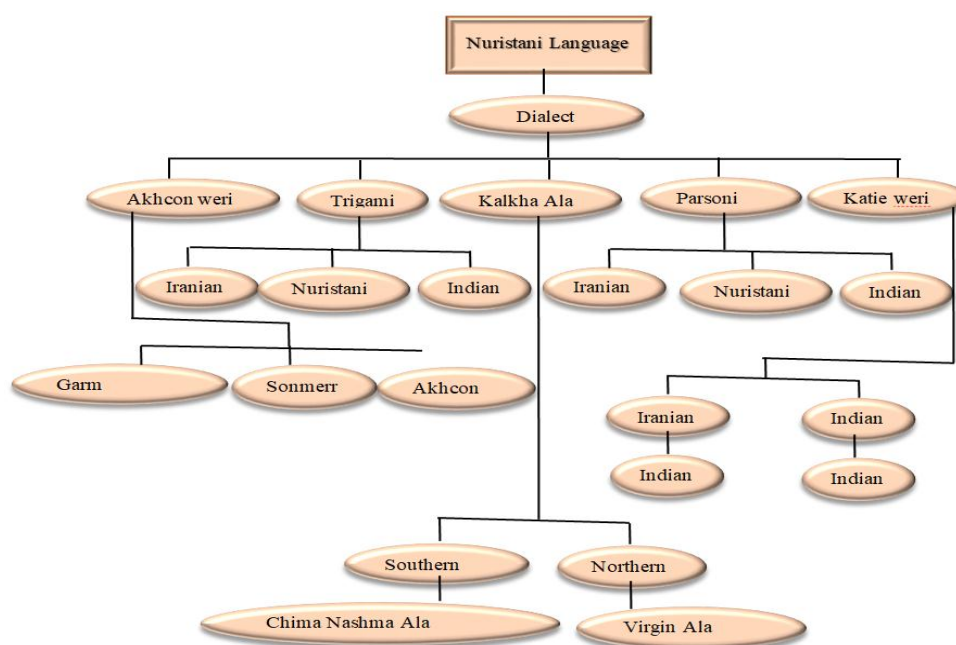 Nuristani Language
Dialect
Akhcon weri
Trigami
Kalkha Ala
Parsoni
Katie weri
Iranian
Nuristani
Indian
Iranian
Nuristani
Indian
Garm
Sonmerr
Akhcon
Iranian
Indian
Indian
Indian
Southern
Northern
Chima Nashma Ala
Virgin Ala